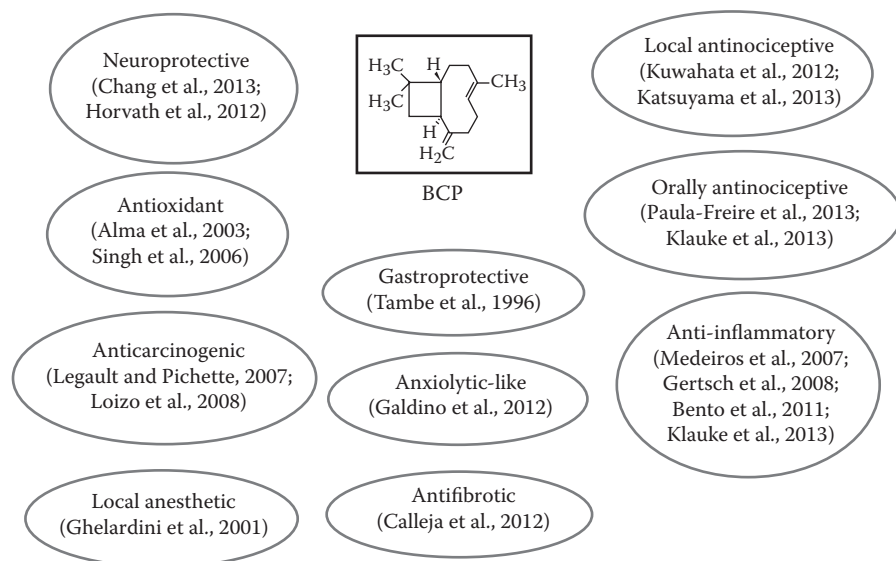 Neuroprotective
(Chang et al., 2013;
Horvath et al., 2012)
Antioxidant
(Alma et al., 2003;
Singh et al., 2006)
Anticarcinogenic
(Legault and Pichette, 2007;
Loizo et al., 2008)
Local anesthetic
(Ghelardini et al., 2001)
H
H₃C
H₃C
CH₃
H
H₂C
BCP
Gastroprotective
(Tambe et al., 1996)
Anxiolytic-like
(Galdino et al., 2012)
Antifibrotic
(Calleja et al., 2012)
Local antinociceptive
(Kuwahata et al., 2012;
Katsuyama et al., 2013)
Orally antinociceptive
(Paula-Freire et al., 2013;
Klauke et al., 2013)
Anti-inflammatory
(Medeiros et al., 2007;
Gertsch et al., 2008;
Bento et al., 2011;
Klauke et al., 2013)